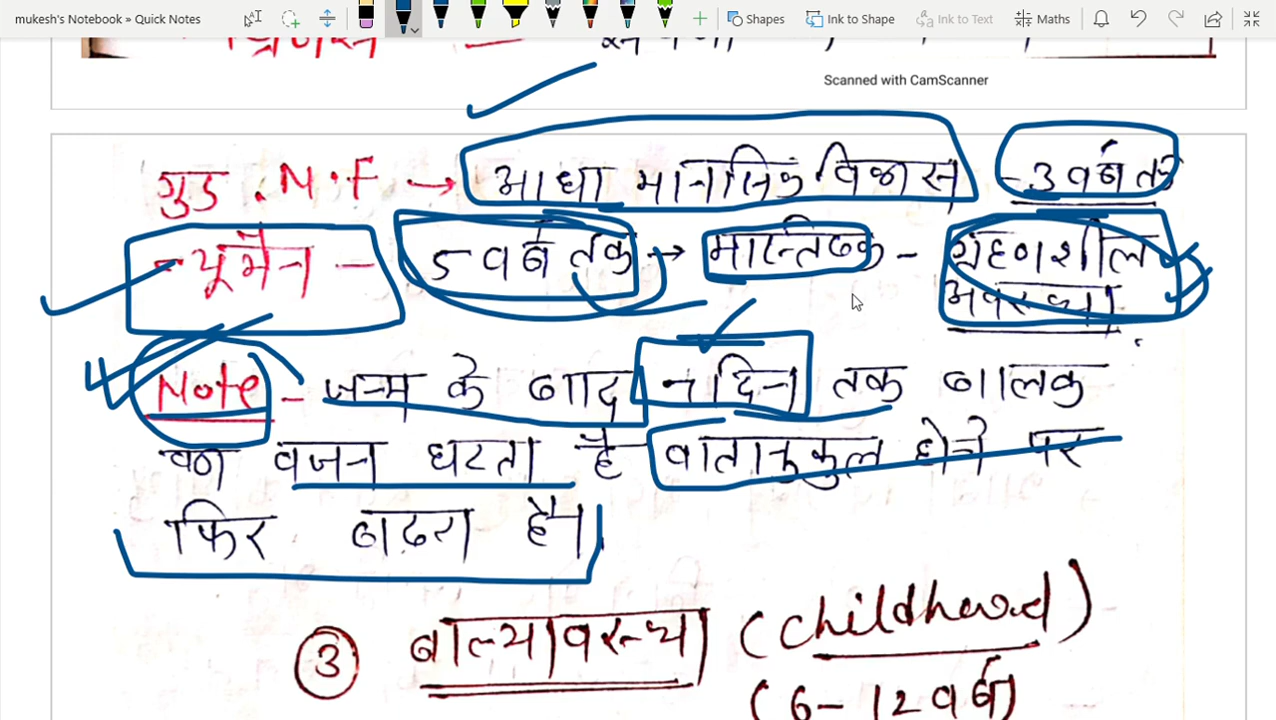 mukesh's Notebook » Quick Notes
Shapes Ink to Shape Ink to Text Maths
Scanned with CamScanner
गुड .M.F → आधा मानसिक विकास - 3 वर्ष तक
- यूमैन - 5 वर्ष तक → मास्तिष्क - ग्रहणशील
अवस्था।
Note - जन्म के बाद 7 दिन तक बालक
का वजन घटता है वातानुकुल होने पर
फिर बढ़ता है।
③ बाल्यावस्था (childhood)
(6-12 वर्ष)